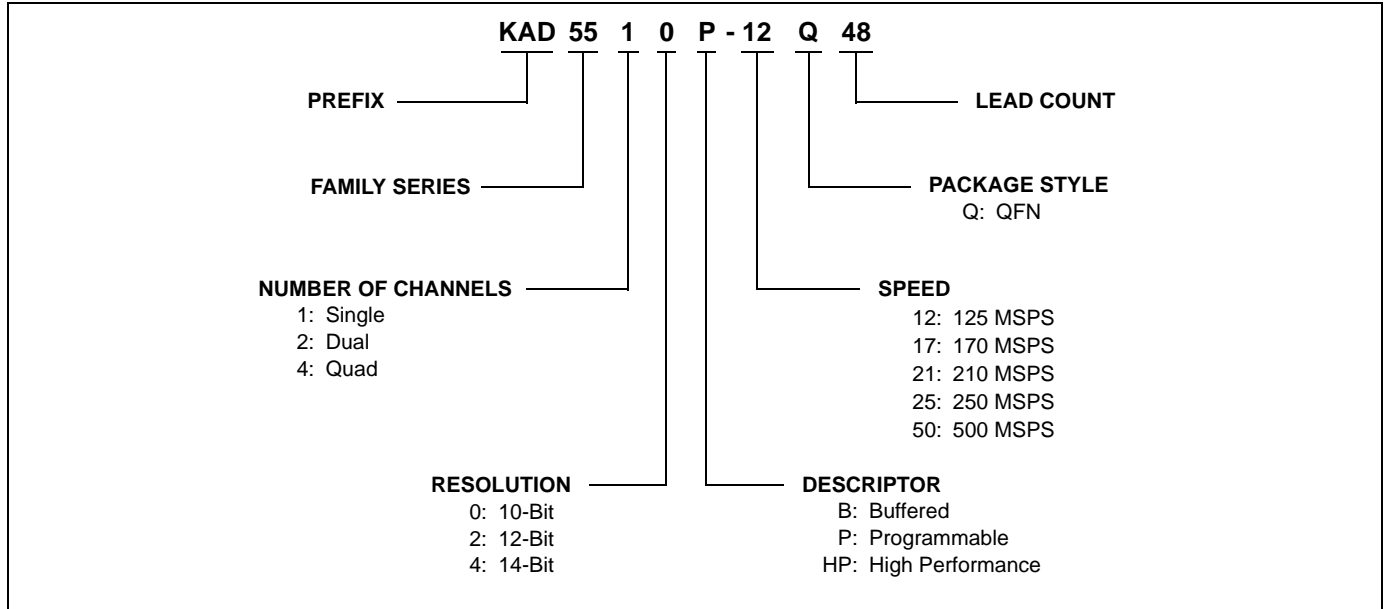 KAD 55 1 0 P - 12 Q 48
PREFIX
LEAD COUNT
FAMILY SERIES
PACKAGE STYLE
Q: QFN
NUMBER OF CHANNELS
1: Single
2: Dual
4: Quad
SPEED
12: 125 MSPS
17: 170 MSPS
21: 210 MSPS
25: 250 MSPS
50: 500 MSPS
RESOLUTION
0: 10-Bit
2: 12-Bit
4: 14-Bit
DESCRIPTOR
B: Buffered
P: Programmable
HP: High Performance